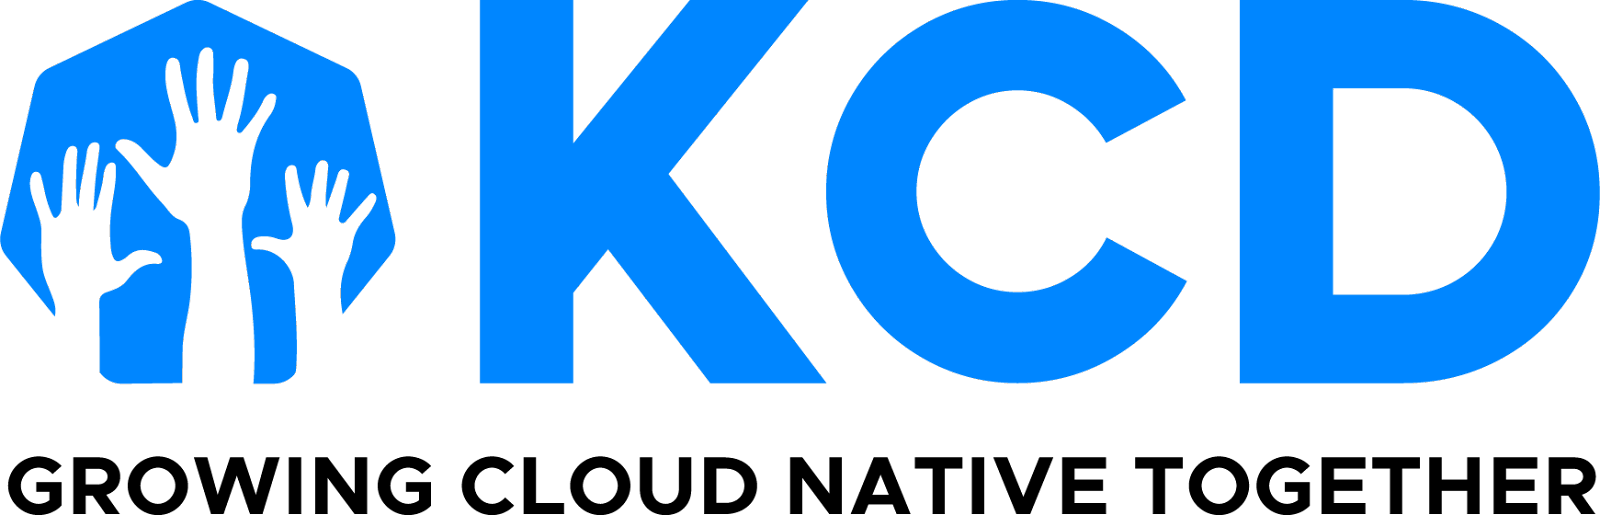 KCD
GROWING CLOUD NATIVE TOGETHER